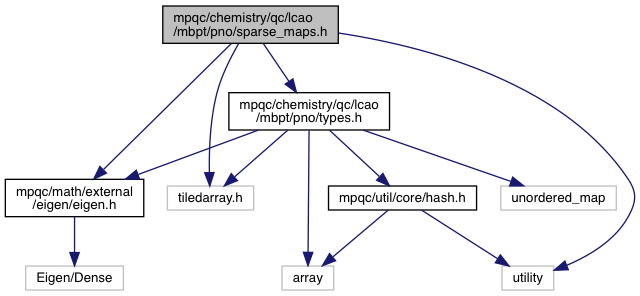 mpqc/chemistry/qc/lcao
/mbpt/pno/sparse_maps.h
mpqc/chemistry/qc/lcao
/mbpt/pno/types.h
mpqc/math/external
/eigen/eigen.h
tiledarray.h
mpqc/util/core/hash.h
unordered_map
Eigen/Dense
array
utility